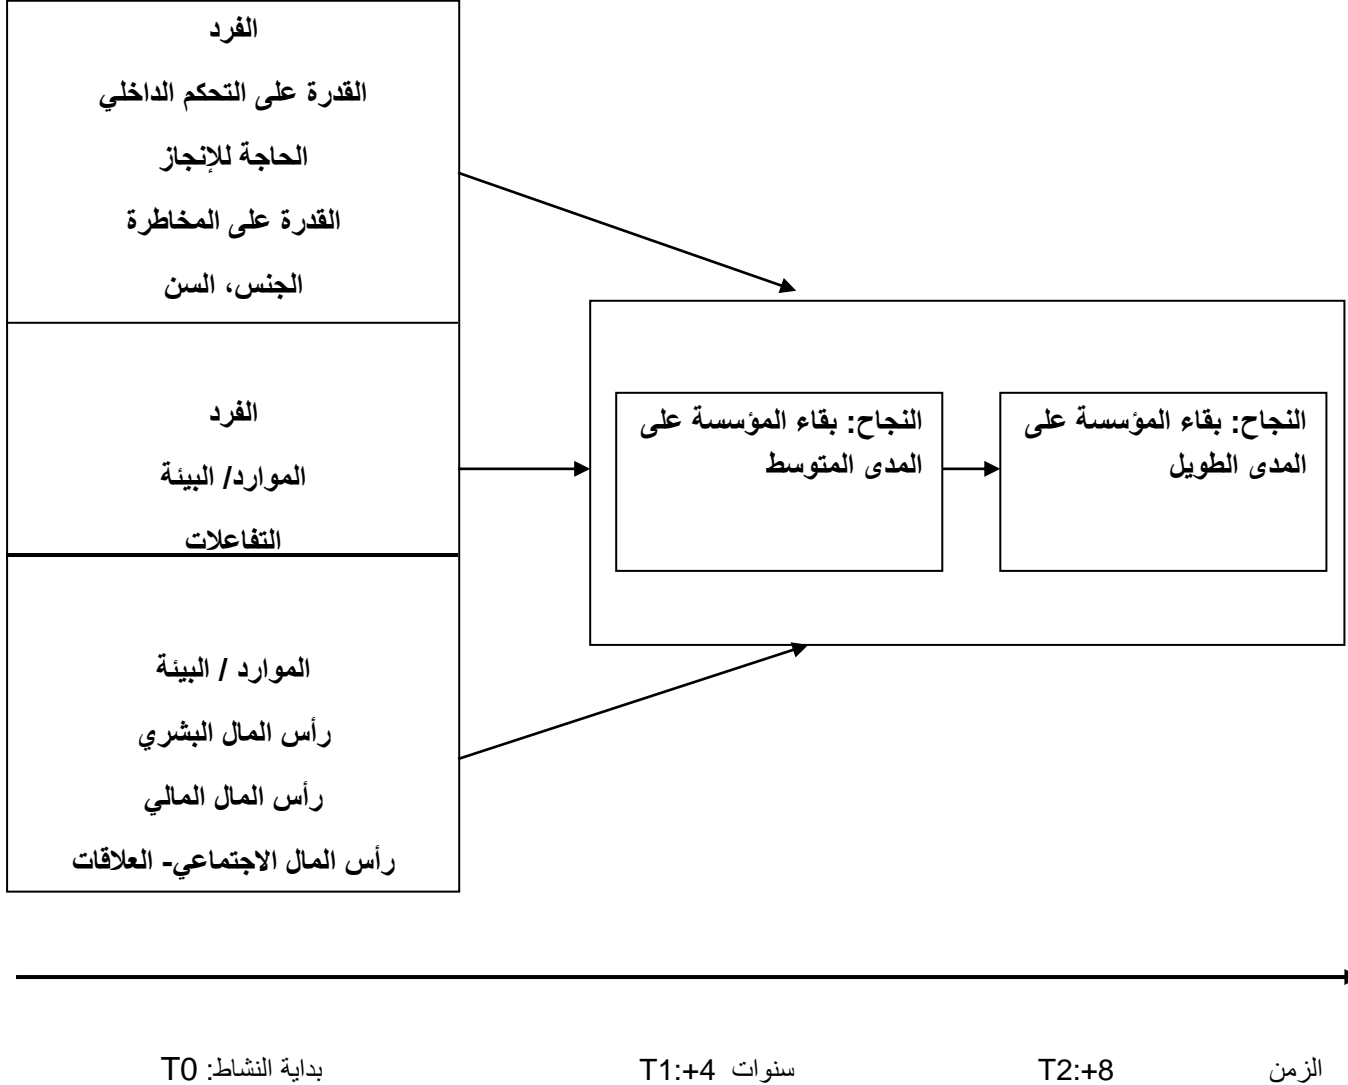 الفرد
القدرة على التحكم الداخلي
الحاجة للإنجاز
القدرة على المخاطرة
الجنس، السن
الفرد
الموارد/ البيئة
التفاعلات
الموارد / البيئة
رأس المال البشري
رأس المال المالي
رأس المال الاجتماعي- العلاقات
النجاح: بقاء المؤسسة على
المدى المتوسط
النجاح: بقاء المؤسسة على
المدى الطويل
بداية النشاط: T0
T1:+4 سنوات
T2:+8
الزمن